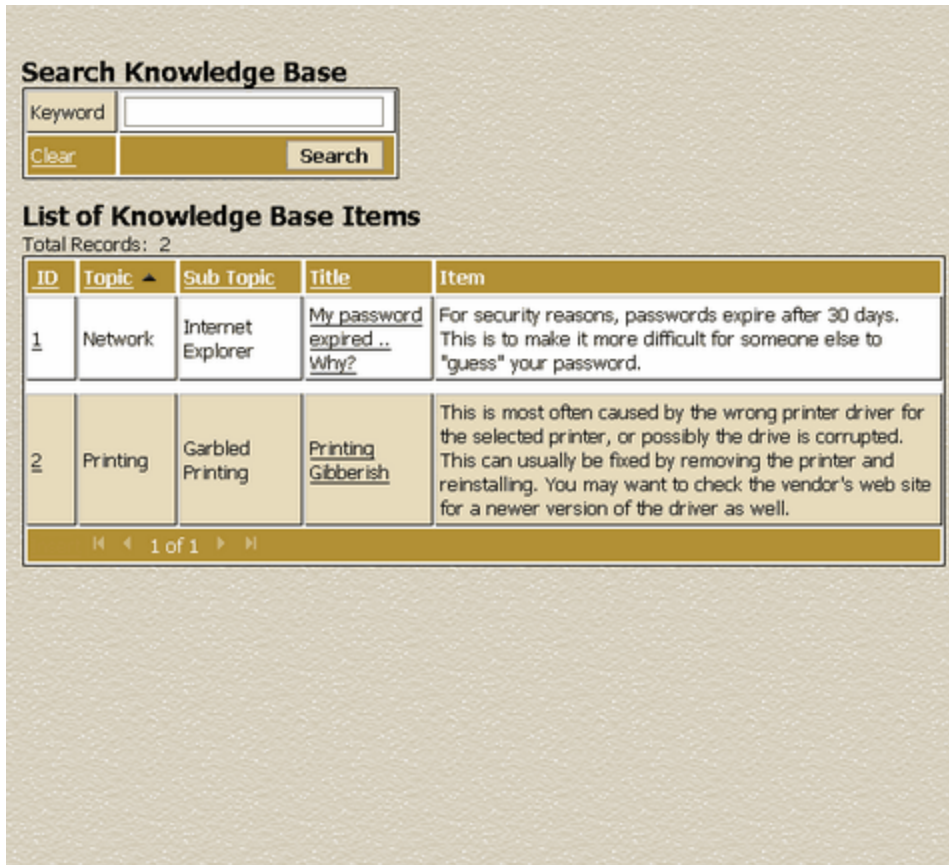 Search Knowledge Base
Keyword
Clear Search
List of Knowledge Base Items
Total Records: 2
ID Topic Sub Topic Title Item
1 Network Internet Explorer My password expired .. Why? For security reasons, passwords expire after 30 days.
This is to make it more difficult for someone else to
"guess" your password.
2 Printing Garbled Printing Printing Gibberish This is most often caused by the wrong printer driver for
the selected printer, or possibly the drive is corrupted.
This can usually be fixed by removing the printer and
reinstalling. You may want to check the vendor's web site
for a newer version of the driver as well.
1 of 1